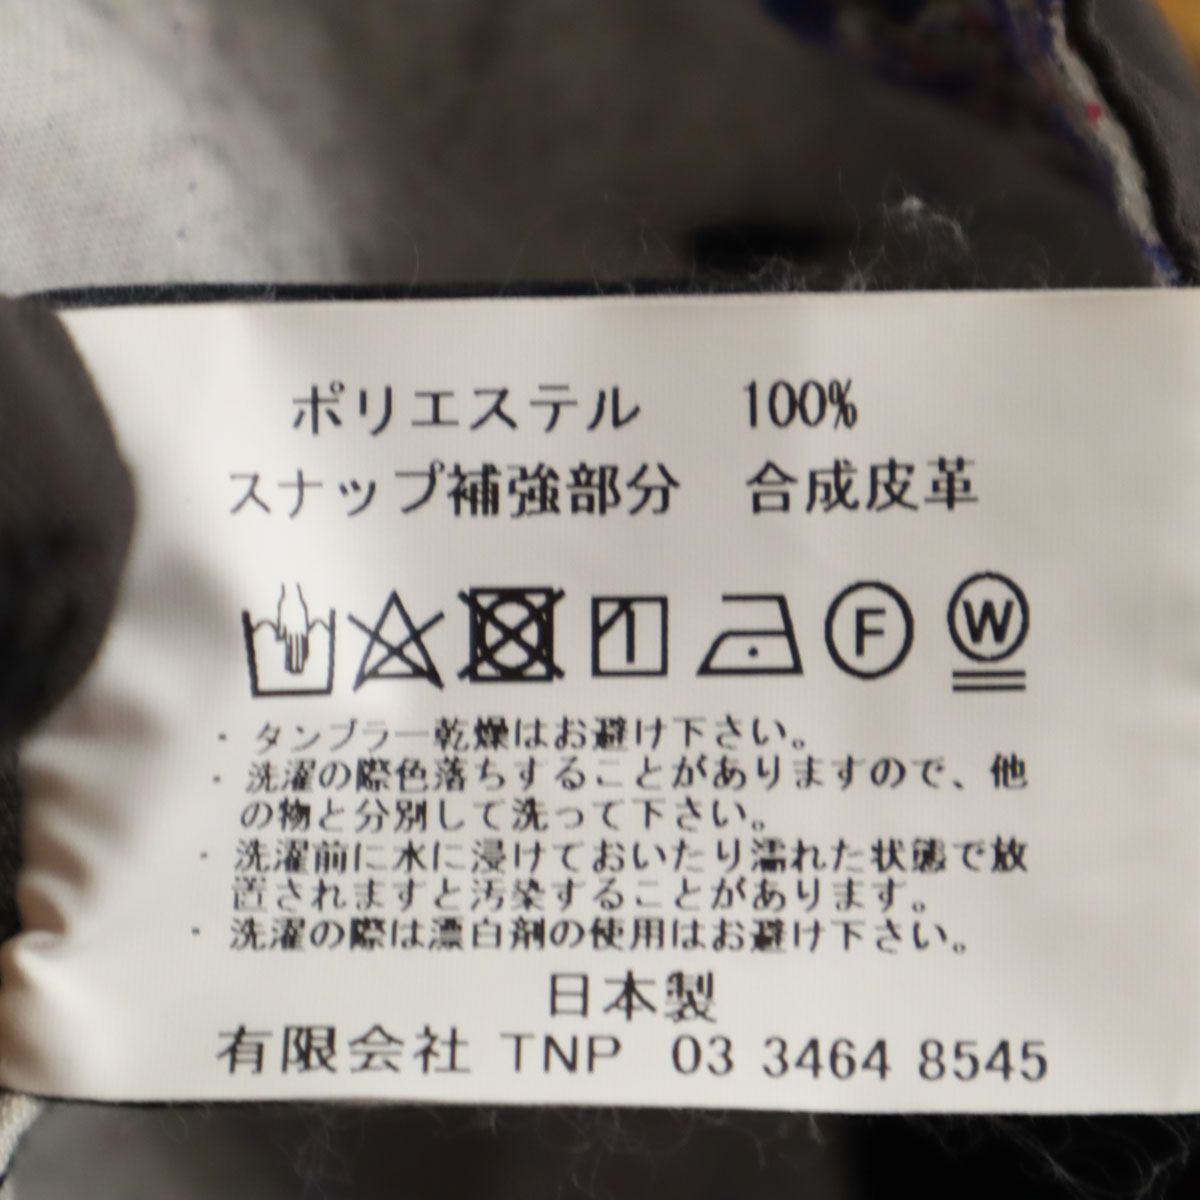 ポリエステル 100%
スナップ補強部分 合成皮革
F W
・タンブラー乾燥はお避け下さい。
・洗濯の際色落ちすることがありますので、他
の物と分別して洗って下さい。
・洗濯前に水に浸けておいたり濡れた状態で放
置されますと汚染することがあります。
・洗濯の際は漂白剤の使用はお避け下さい。
日本製
有限会社 TNP 03 3464 8545